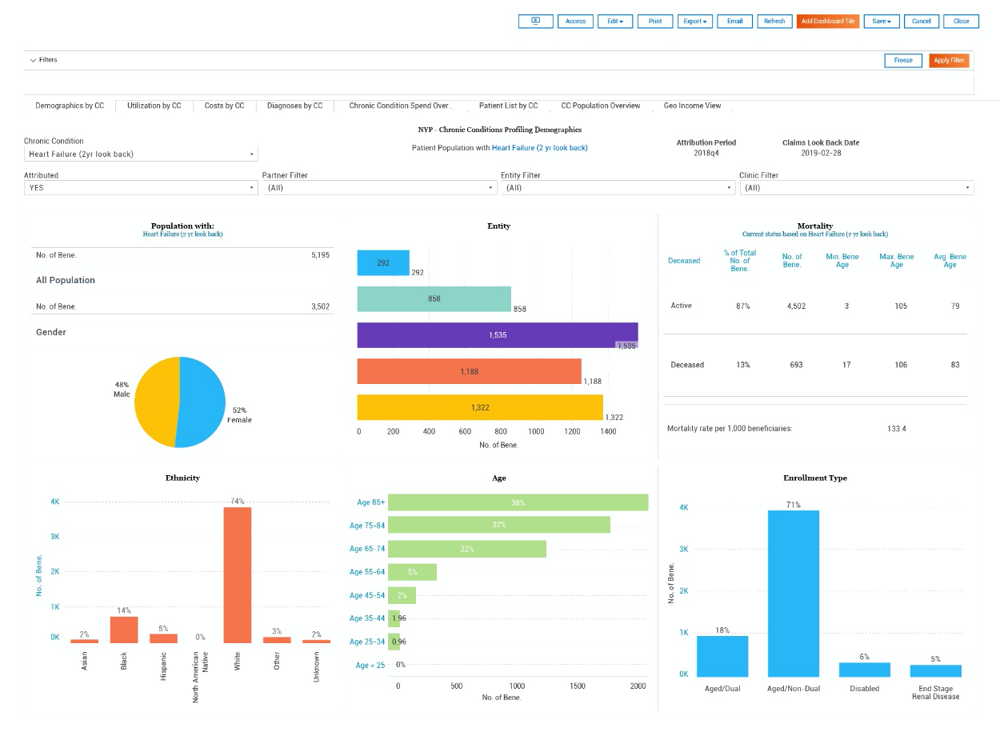 Access
Edit
Print
Export
Email
Refresh
Add Dashboard Tile
Save
Cancel
Close
Filters
Freeze
Apply Filter
Demographics by CC
Utilization by CC
Costs by CC
Diagnoses by CC
Chronic Condition Spend Over..
Patient List by CC
CC Population Overview
Geo Income View
NYP - Chronic Conditions Profiling Demographics
Chronic Condition
Heart Failure (2yr look back)
Patient Population with Heart Failure (2 yr look back)
Attribution Period
2018q4
Claims Look Back Date
2019-02-28
Attributed
YES
Partner Filter
(All)
Entity Filter
(All)
Clinic Filter
(All)
Population with:
Heart Failure (2 yr look back)
No. of Bene. 5,195
All Population
No. of Bene. 3,502
Gender
48%
Male
52%
Female
Entity
292
292
858
858
1,535
1,535
1,188
1,188
1,322
1,322
0 200 400 600 800 1000 1200 1400
No. of Bene.
Mortality
Current status based on Heart Failure (2 yr look back)
Deceased
% of Total
No. of
Bene.
No. of
Bene.
Min. Bene
Age
Max. Bene
Age
Avg Bene
Age
Active 87% 4,502 3 105 79
Deceased 13% 693 17 106 83
Mortality rate per 1,000 beneficiaries: 133 4
Ethnicity
No. of Bene.
4K
3K
2K
1K
0K
2%
14%
5%
0%
74%
3%
2%
Asian
Black
Hispanic
North American
Native
White
Other
Unknown
Age
Age 85+ 38%
Age 75-84 32%
Age 65-74 22%
Age 55-64 5%
Age 45-54 2%
Age 35-44 1.96
Age 25-34 0.96
Age < 25 0%
0 500 1000 1500 2000
No. of Bene.
Enrollment Type
No. of Bene.
4K
3K
2K
1K
0K
18%
71%
6%
5%
Aged/Dual
Aged/Non-Dual
Disabled
End Stage
Renal Disease